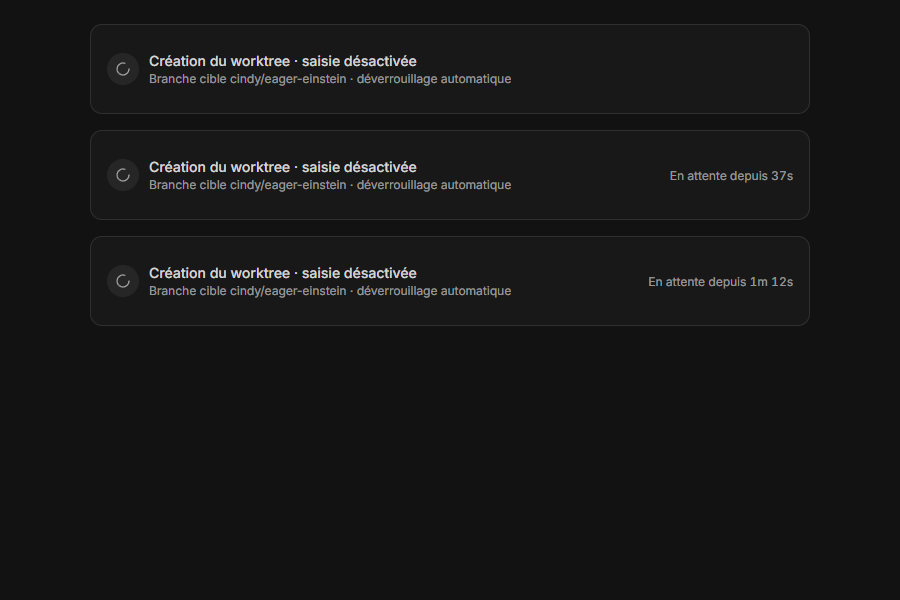 Création du worktree · saisie désactivée
Branche cible cindy/eager-einstein · déverrouillage automatique
Création du worktree · saisie désactivée
Branche cible cindy/eager-einstein · déverrouillage automatique
En attente depuis 37s
Création du worktree · saisie désactivée
Branche cible cindy/eager-einstein · déverrouillage automatique
En attente depuis 1m 12s